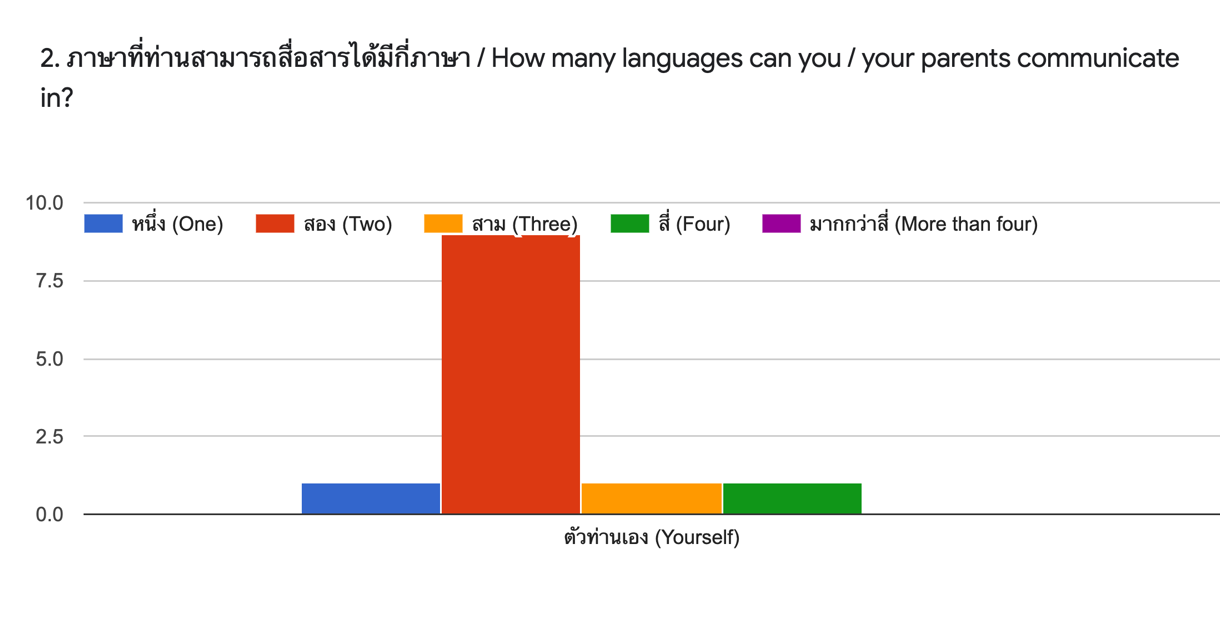 2. ภาษาที่ท่านสามารถสื่อสารได้มีกี่ภาษา / How many languages can you / your parents communicate
in?
10.0
หนึ่ง (One) สอง (Two) สาม (Three) สี่ (Four) มากกว่าสี่ (More than four)
7.5
5.0
2.5
0.0
ตัวท่านเอง (Yourself)